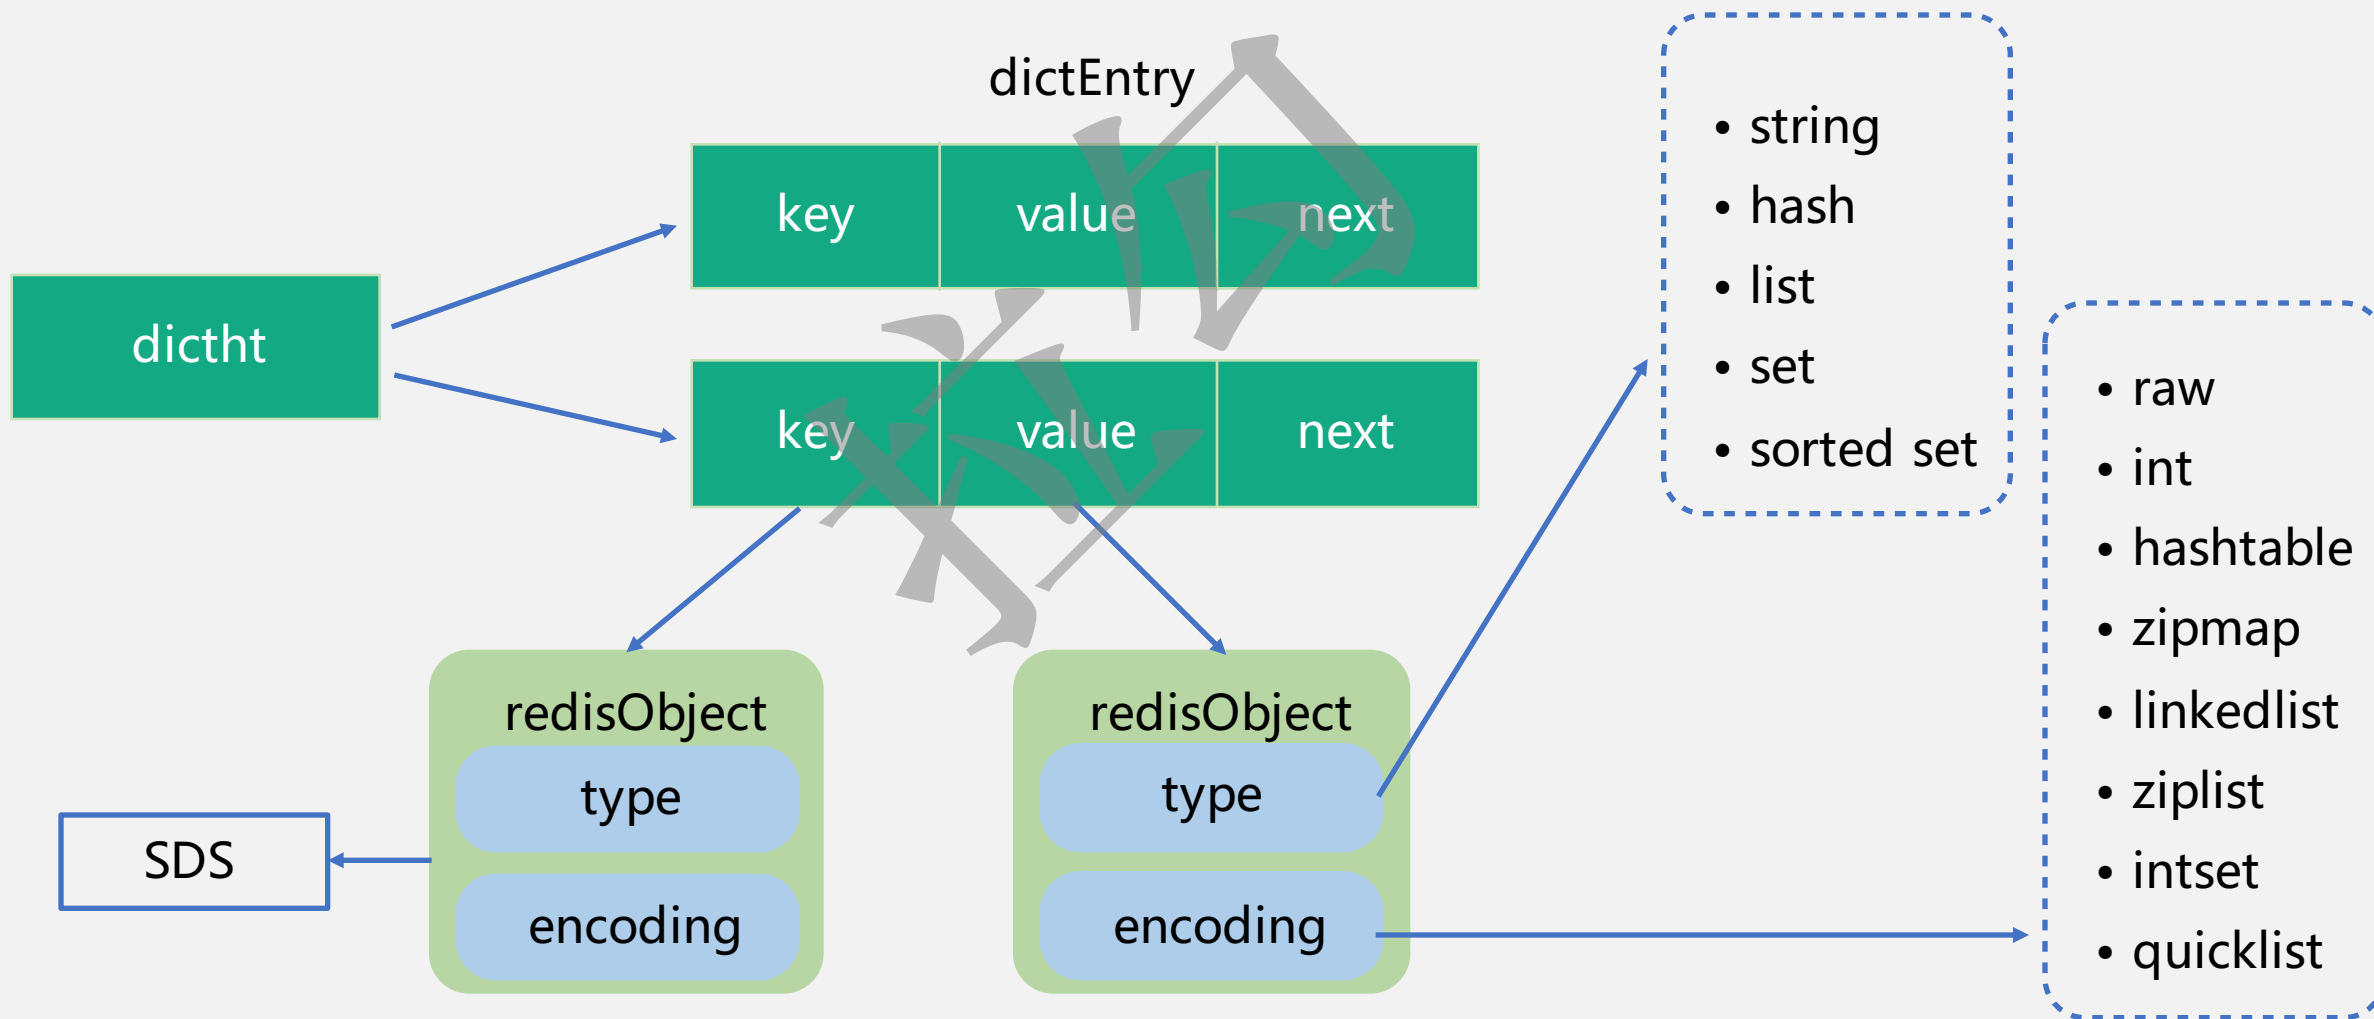 dictEntry
key value next
dictht
key value next
redisObject
type
encoding
SDS
redisObject
type
encoding
• string
• hash
• list
• set
• sorted set
• raw
• int
• hashtable
• zipmap
• linkedlist
• ziplist
• intset
• quicklist